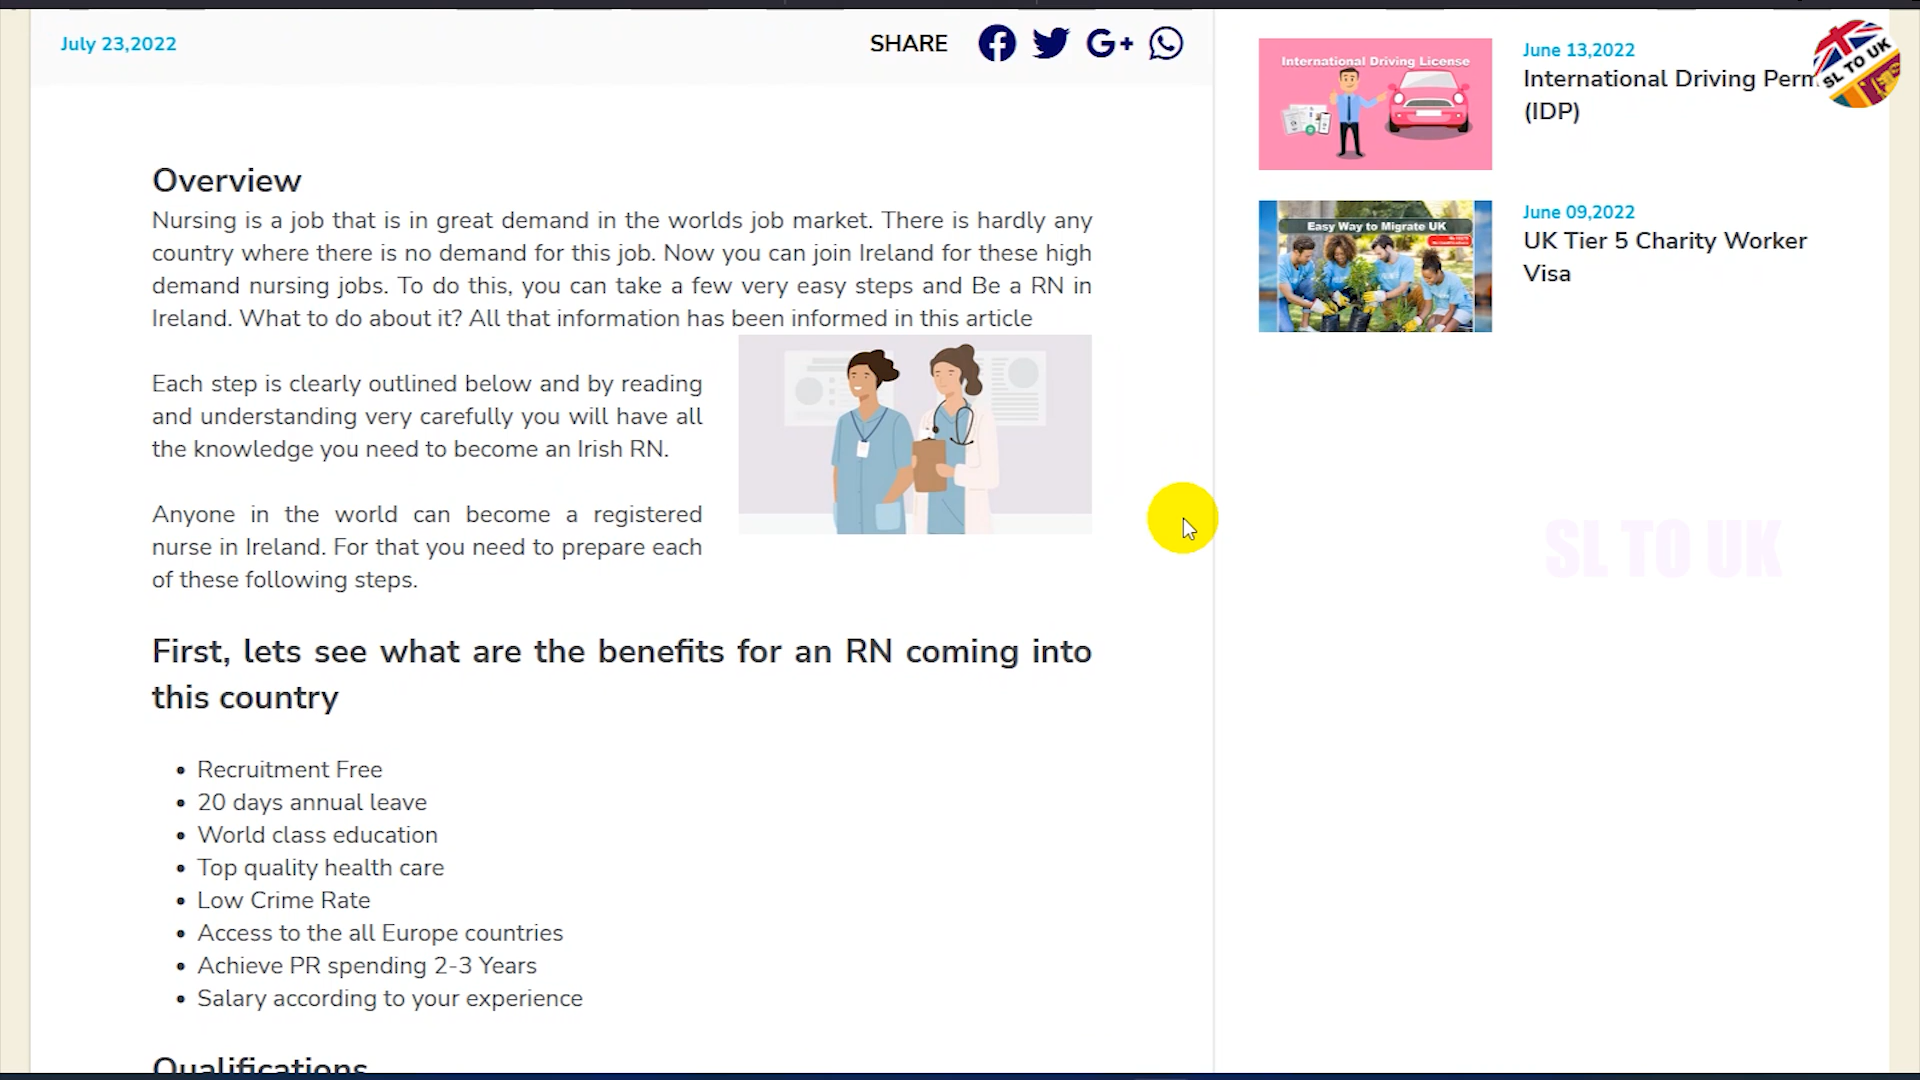 July 23,2022
SHARE
Overview
Nursing is a job that is in great demand in the worlds job market. There is hardly any
country where there is no demand for this job. Now you can join Ireland for these high
demand nursing jobs. To do this, you can take a few very easy steps and Be a RN in
Ireland. What to do about it? All that information has been informed in this article
Each step is clearly outlined below and by reading
and understanding very carefully you will have all
the knowledge you need to become an Irish RN.
Anyone in the world can become a registered
nurse in Ireland. For that you need to prepare each
of these following steps.
First, lets see what are the benefits for an RN coming into
this country
• Recruitment Free
• 20 days annual leave
• World class education
• Top quality health care
• Low Crime Rate
• Access to the all Europe countries
• Achieve PR spending 2-3 Years
• Salary according to your experience
Qualifications
International Driving License
June 13,2022
International Driving Perm
(IDP)
SL TO UK
Easy Way to Migrate UK
June 09,2022
UK Tier 5 Charity Worker
Visa
SL TO UK